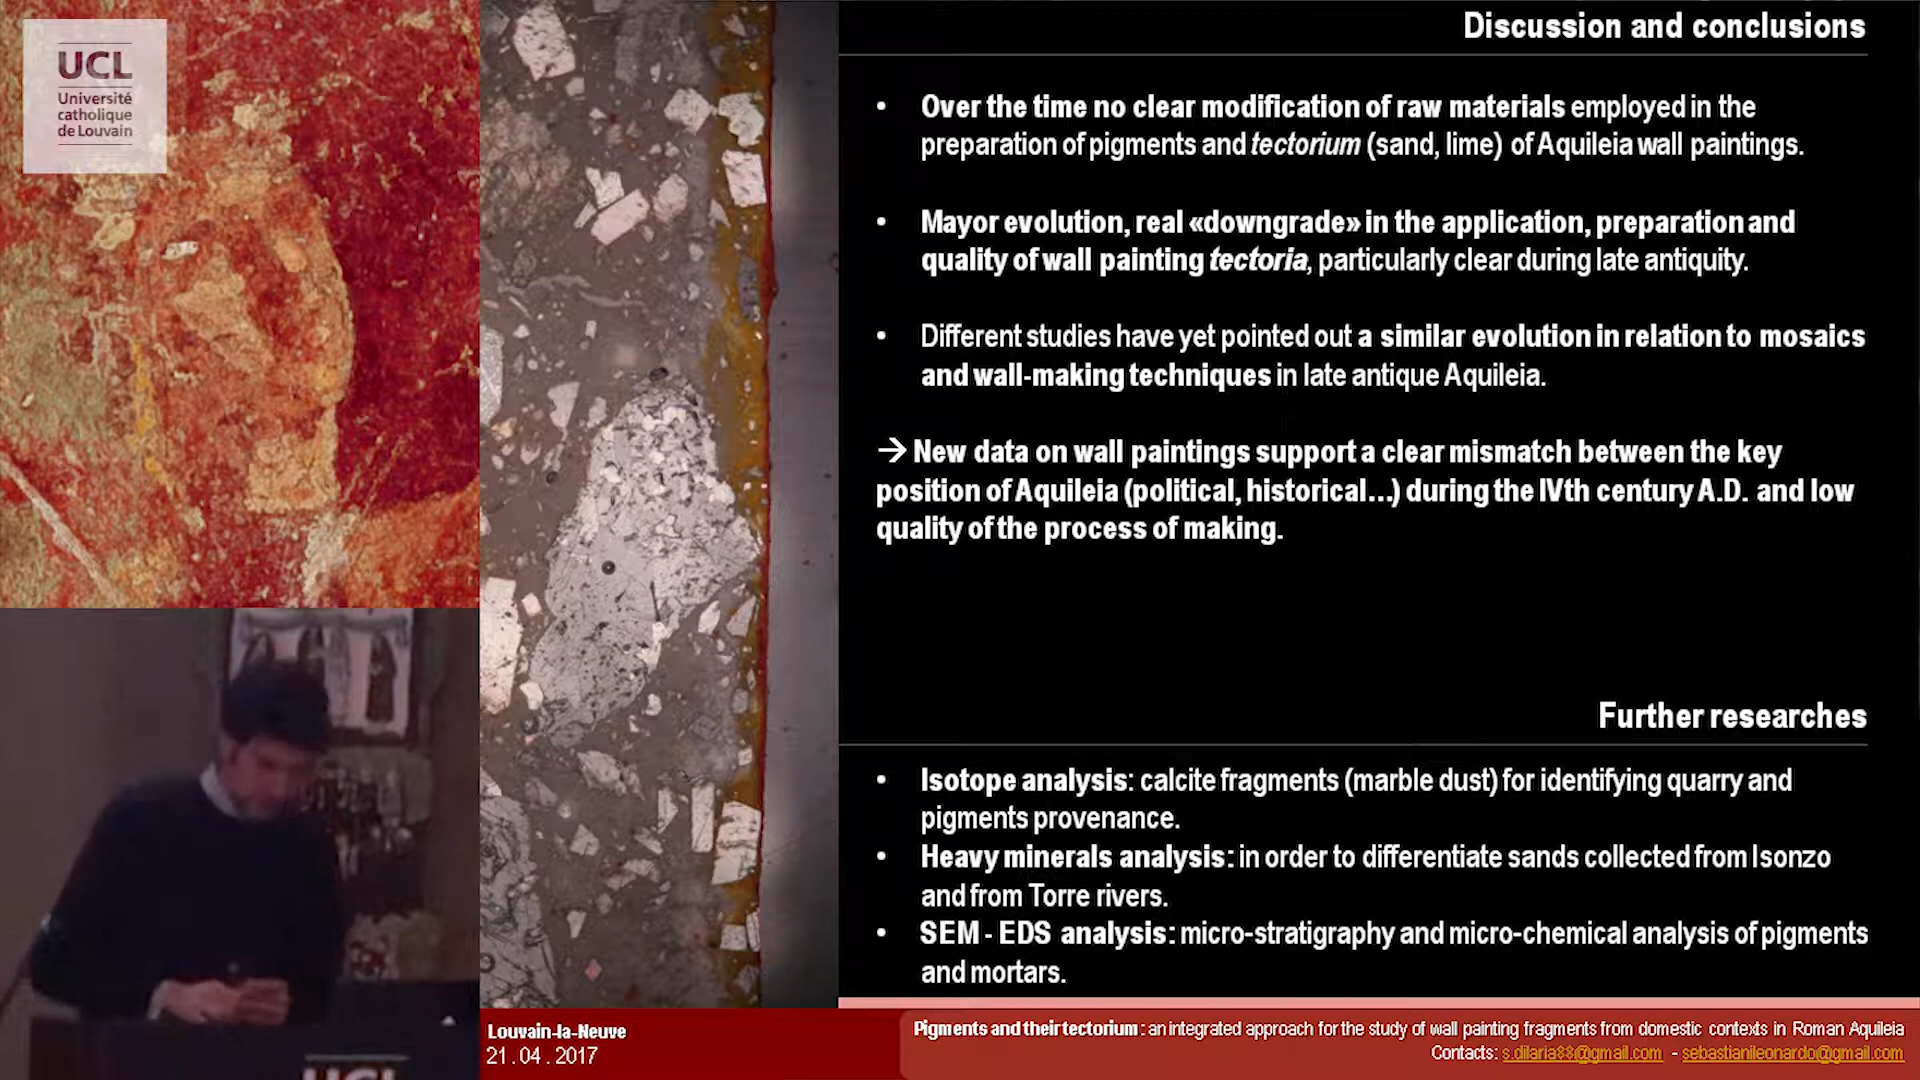 UCL
Université
catholique
de Louvain
Discussion and conclusions
• Over the time no clear modification of raw materials employed in the
preparation of pigments and tectorium (sand, lime) of Aquileia wall paintings.
• Mayor evolution, real «downgrade» in the application, preparation and
quality of wall painting tectoria, particularly clear during late antiquity.
• Different studies have yet pointed out a similar evolution in relation to mosaics
and wall-making techniques in late antique Aquileia.
→ New data on wall paintings support a clear mismatch between the key
position of Aquileia (political, historical...) during the IVth century A.D. and low
quality of the process of making.
Further researches
• Isotope analysis: calcite fragments (marble dust) for identifying quarry and
pigments provenance.
• Heavy minerals analysis: in order to differentiate sands collected from Isonzo
and from Torre rivers.
• SEM - EDS analysis: micro-stratigraphy and micro-chemical analysis of pigments
and mortars.
Louvain-la-Neuve
21.04.2017
Pigments and their tectorium: an integrated approach for the study of wall painting fragments from domestic contexts in Roman Aquileia
Contacts: s.dilaria88@gmail.com - sebastianileonardo@gmail.com
UCL